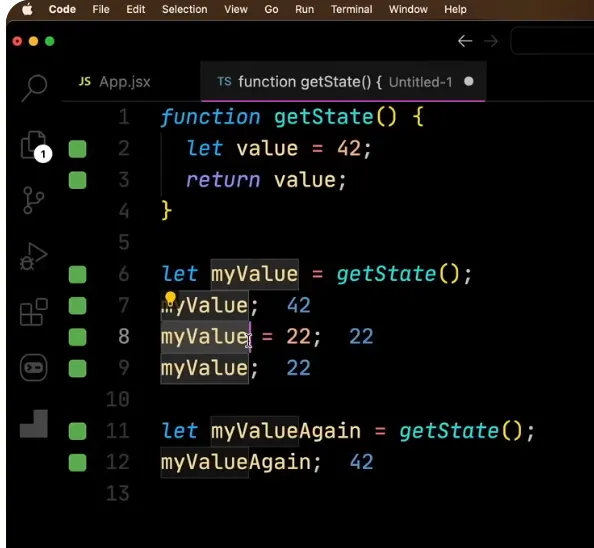 Code File Edit Selection View Go Run Terminal Window Help
JS App.jsx TS function getState() { Untitled-1
1 function getState() {
1
2 let value = 42;
3 return value;
4 }
5
6 let myValue = getState();
7 myValue; 42
8 myValue = 22; 22
9 myValue; 22
10
11 let myValueAgain = getState();
12 myValueAgain; 42
13